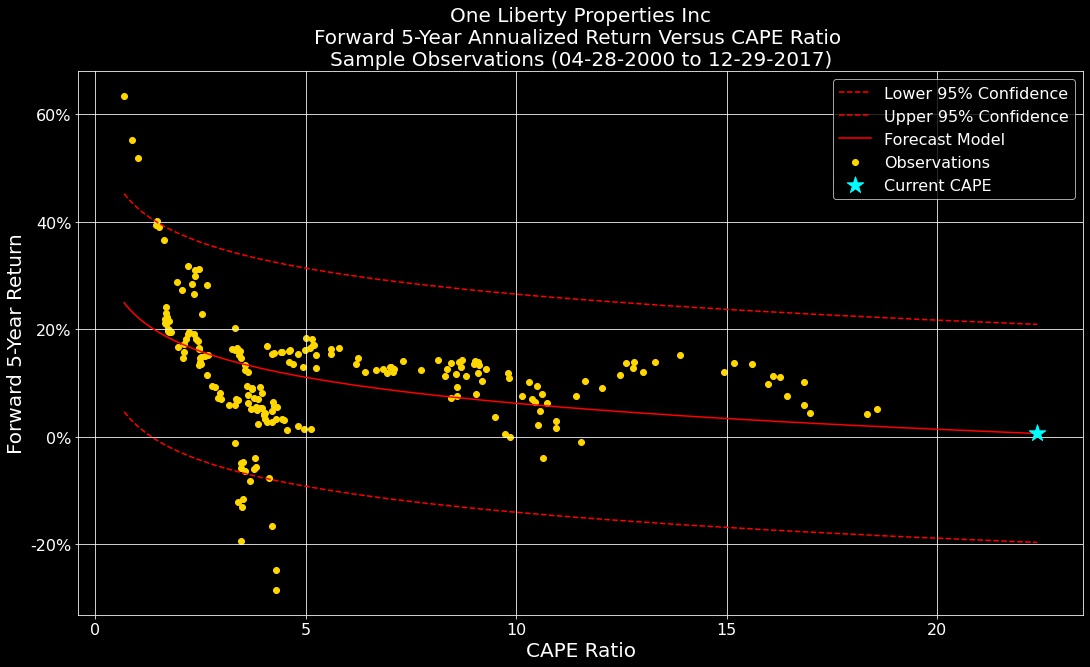 One Liberty Properties Inc
Forward 5-Year Annualized Return Versus CAPE Ratio
Sample Observations (04-28-2000 to 12-29-2017)
Lower 95% Confidence
Upper 95% Confidence
Forecast Model
Observations
Current CAPE
Forward 5-Year Return
60%
40%
20%
0%
-20%
0 5 10 15 20
CAPE Ratio